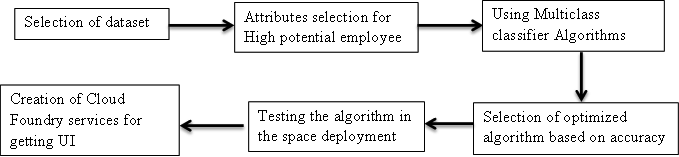 Selection of dataset
Attributes selection for
High potential employee
Using Multiclass
classifier Algorithms
Selection of optimized
algorithm based on accuracy
Testing the algorithm in
the space deployment
Creation of Cloud
Foundry services for
getting UI